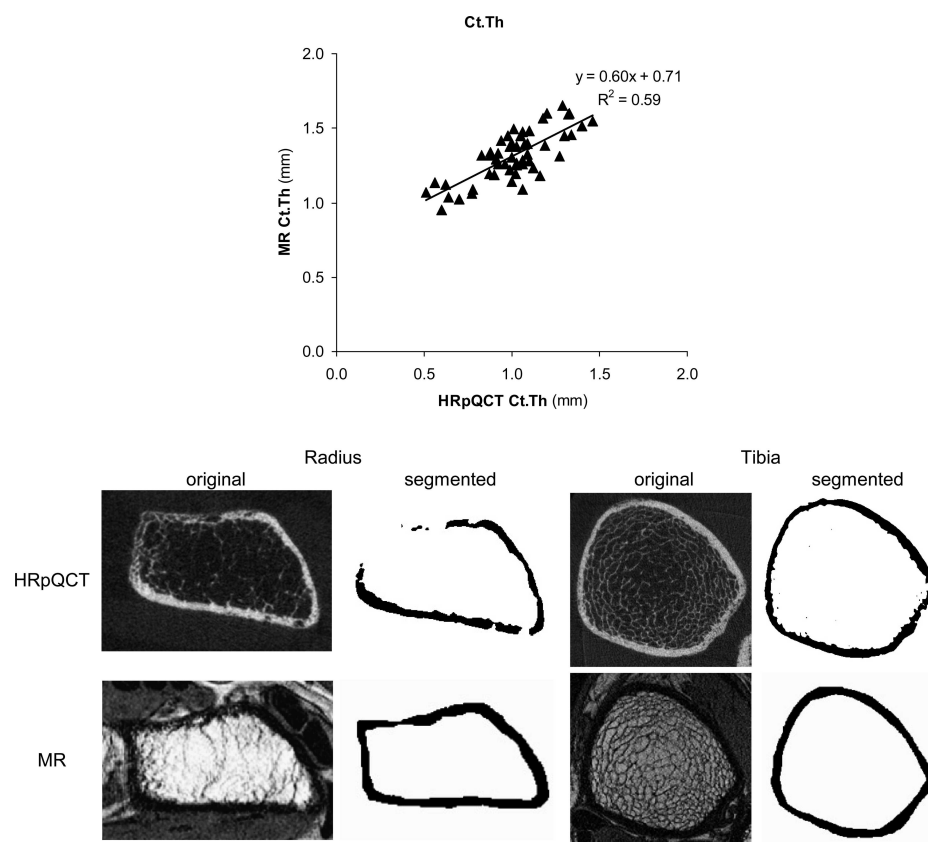 Ct.Th
2.0
y = 0.60x + 0.71
R² = 0.59
1.5
1.0
0.5
0.0
MR Ct.Th (mm)
0.0 0.5 1.0 1.5 2.0
HRpQCT Ct.Th (mm)
Radius Tibia
original segmented original segmented
HRpQCT
MR